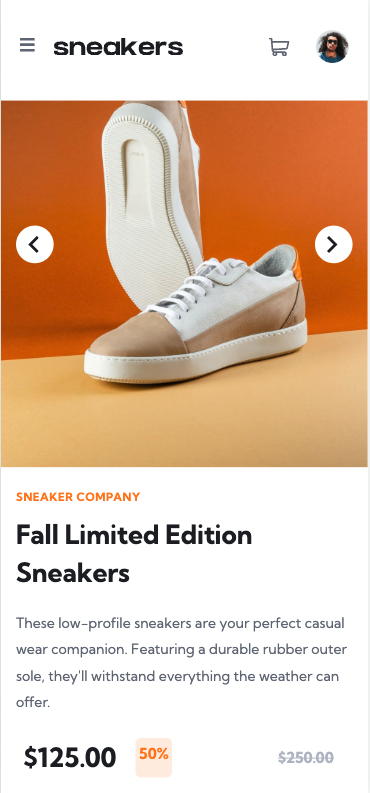 sneakers
SNEAKER COMPANY
Fall Limited Edition
Sneakers
These low-profile sneakers are your perfect casual
wear companion. Featuring a durable rubber outer
sole, they'll withstand everything the weather can
offer.
$125.00 50% $250.00